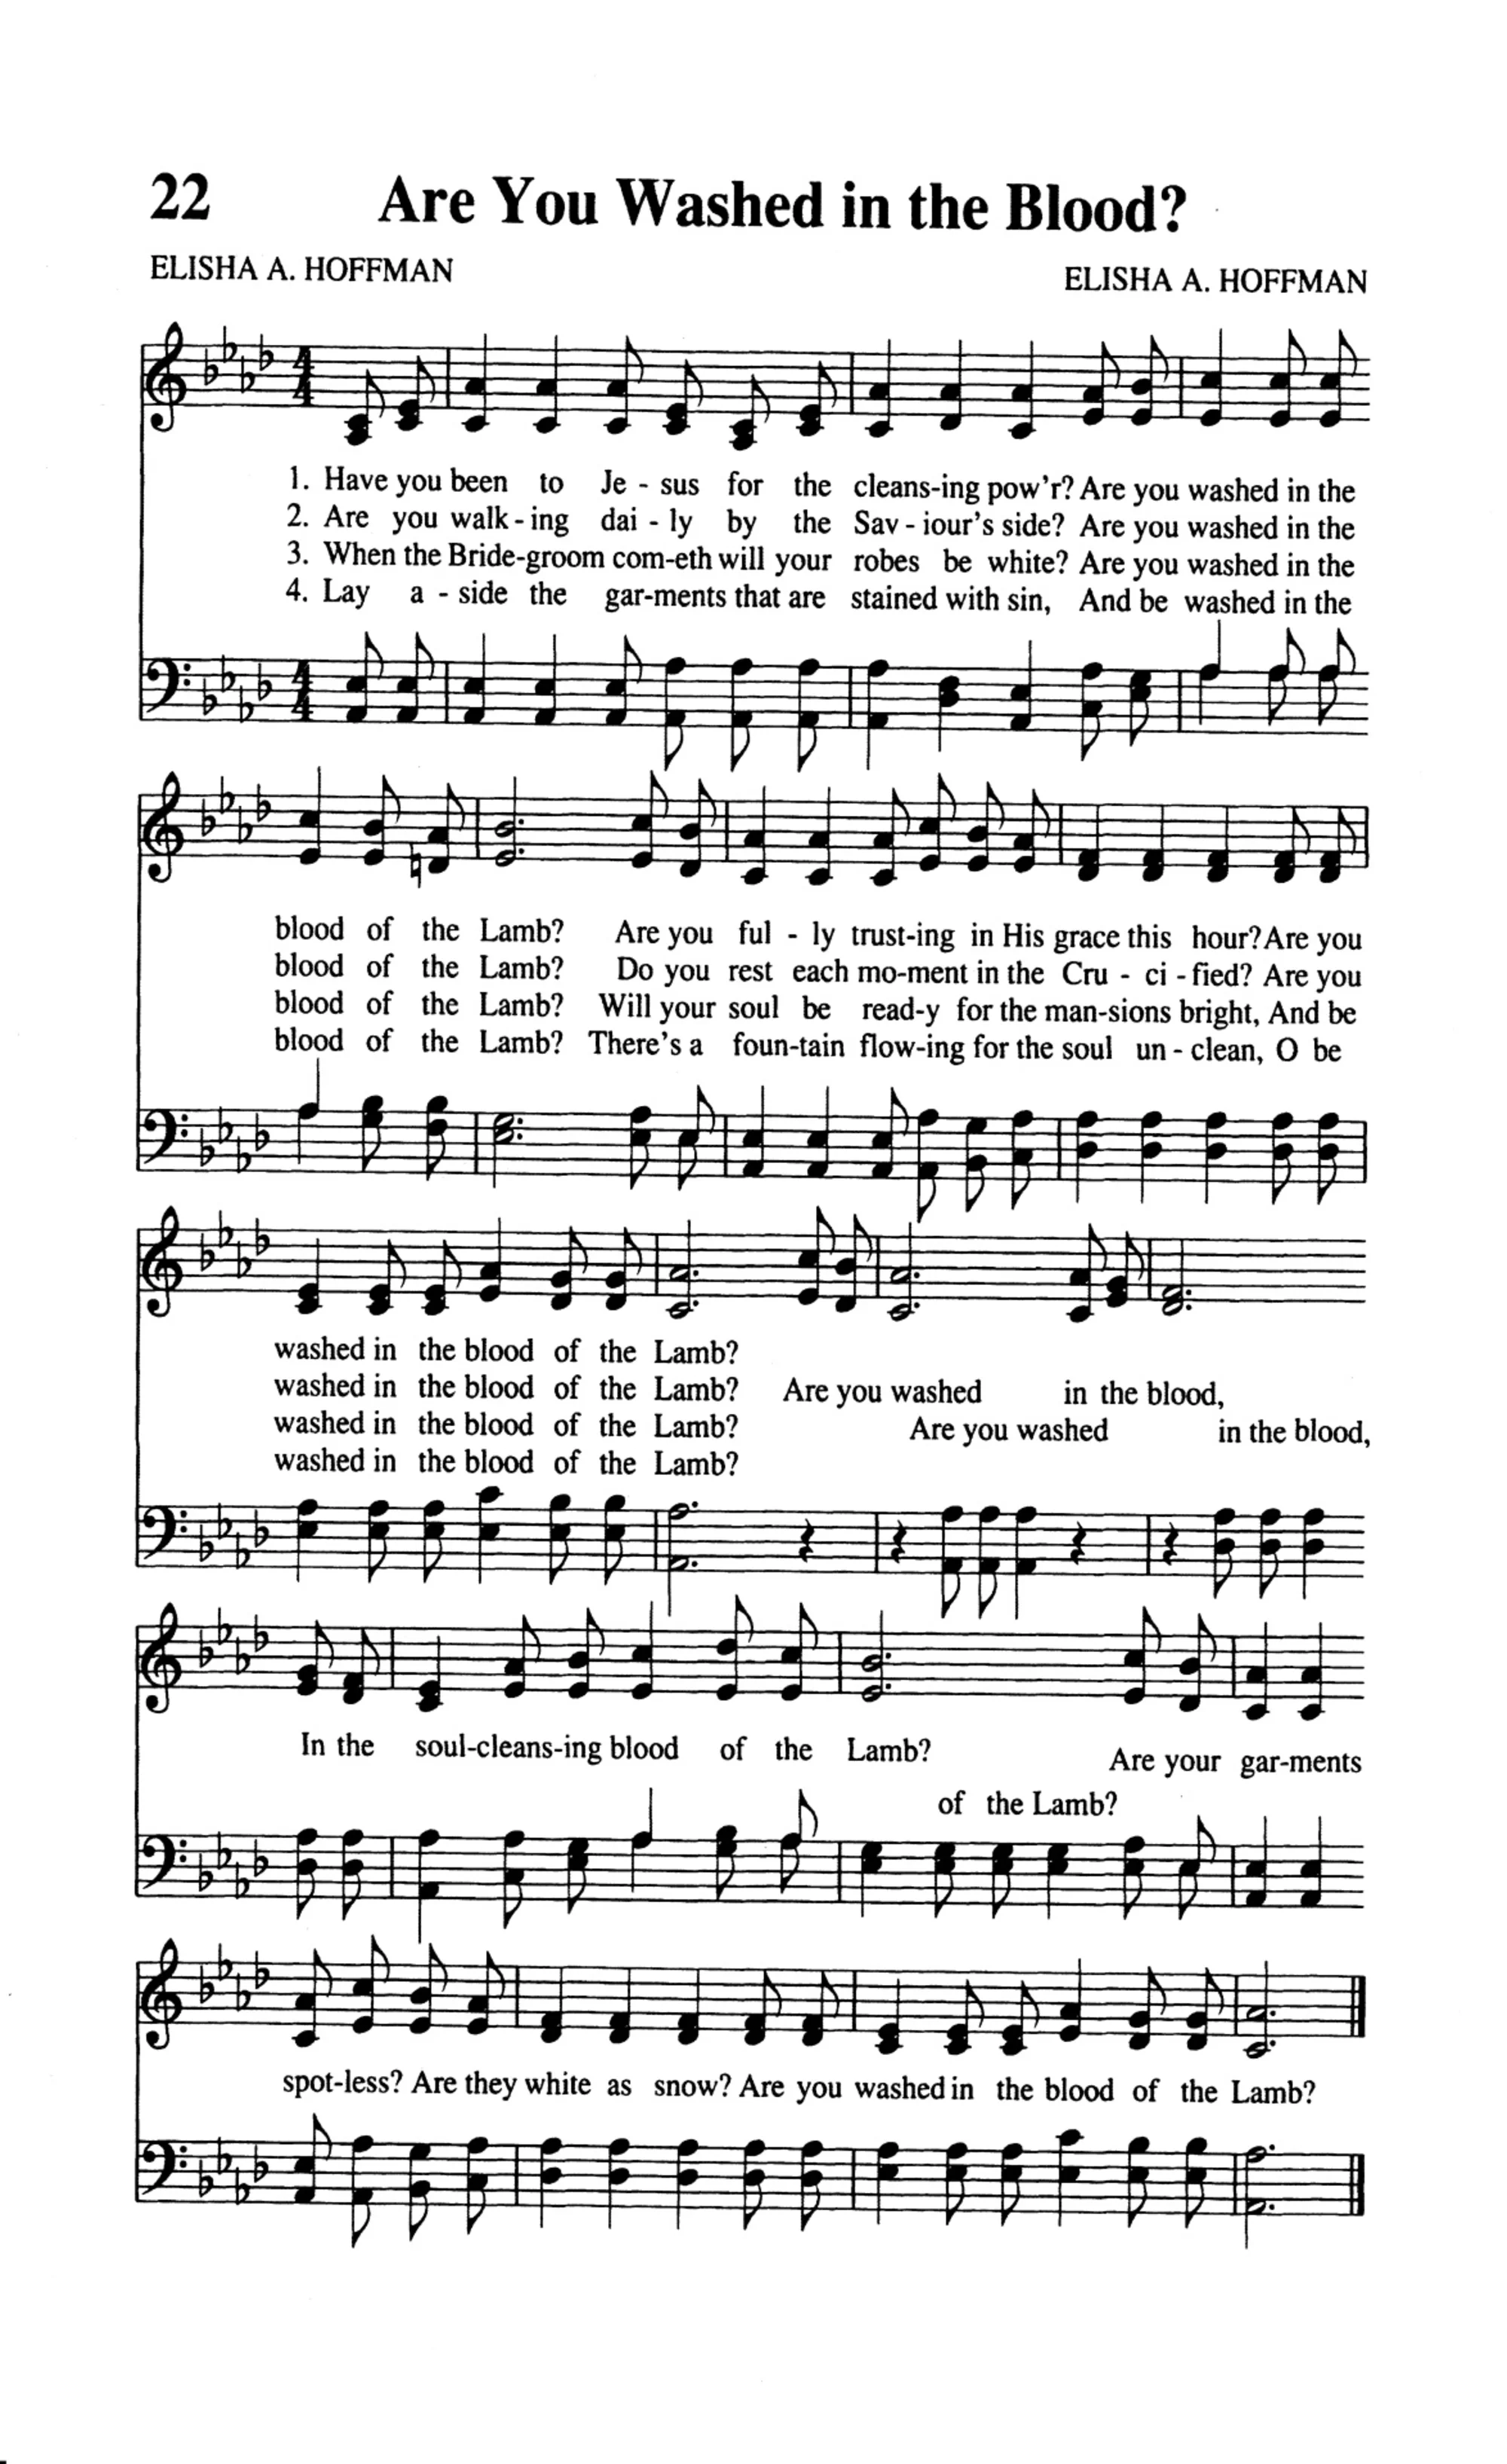 22 Are You Washed in the Blood?
ELISHA A. HOFFMAN ELISHA A. HOFFMAN
4 4
1. Have you been to Je - sus for the cleans-ing pow'r? Are you washed in the
2. Are you walk - ing dai - ly by the Sav - iour's side? Are you washed in the
3. When the Bride-groom com-eth will your robes be white? Are you washed in the
4. Lay a - side the gar-ments that are stained with sin, And be washed in the
4 4
blood of the Lamb? Are you ful - ly trust-ing in His grace this hour? Are you
blood of the Lamb? Do you rest each mo-ment in the Cru - ci - fied? Are you
blood of the Lamb? Will your soul be read-y for the man-sions bright, And be
blood of the Lamb? There's a foun-tain flow-ing for the soul un - clean, O be
washed in the blood of the Lamb?
washed in the blood of the Lamb? Are you washed in the blood,
washed in the blood of the Lamb? Are you washed in the blood,
washed in the blood of the Lamb?
In the soul-cleans-ing blood of the Lamb? Are your gar-ments
of the Lamb?
spot-less? Are they white as snow? Are you washed in the blood of the Lamb?